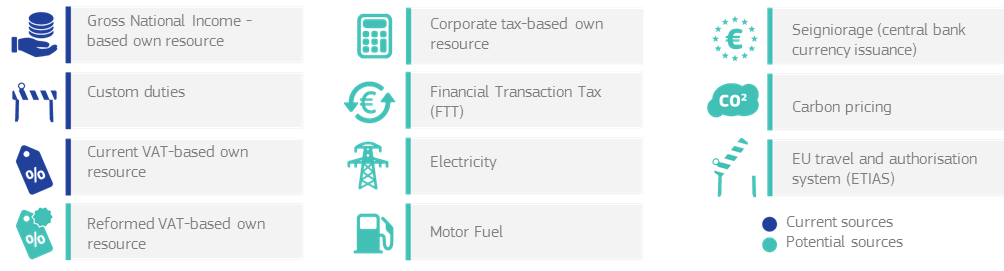 Gross National Income -
based own resource
Custom duties
%
Current VAT-based own
resource
%
Reformed VAT-based own
resource
Corporate tax-based own
resource
€
Financial Transaction Tax
(FTT)
Electricity
Motor Fuel
€
Seigniorage (central bank
currency issuance)
CO²
Carbon pricing
EU travel and authorisation
system (ETIAS)
Current sources
Potential sources